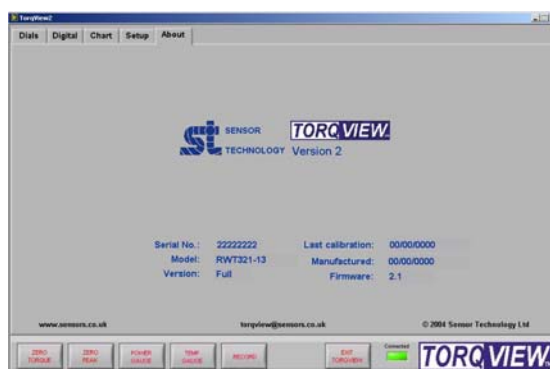 TorqView2
Dials Digital Chart Setup About
SENSOR
TECHNOLOGY
TORQVIEW
Version 2
Serial No.: 22222222 Last calibration: 00/00/0000
Model: RWT321-13 Manufactured: 00/00/0000
Version: Full Firmware: 2.1
www.sensors.co.uk torqview@sensors.co.uk © 2004 Sensor Technology Ltd
ZERO TORQUE
ZERO PEAK
POWER GAUGE
TEMP GAUGE
RECORD
EXIT TORQVIEW
Connected
TORQVIEW